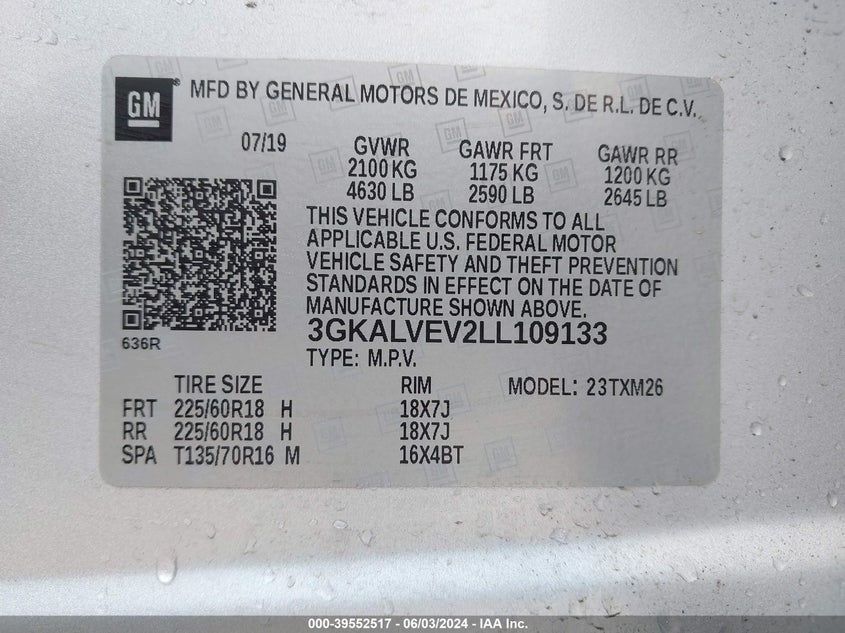 GM® MFD BY GENERAL MOTORS DE MEXICO, S. DE R.L. DE C.V.
07/19 GVWR GAWR FRT GAWR RR
2100 KG 1175 KG 1200 KG
4630 LB 2590 LB 2645 LB
THIS VEHICLE CONFORMS TO ALL
APPLICABLE U.S. FEDERAL MOTOR
VEHICLE SAFETY AND THEFT PREVENTION
STANDARDS IN EFFECT ON THE DATE OF
MANUFACTURE SHOWN ABOVE.
636R 3GKALVEV2LL109133
TYPE: M.P.V.
TIRE SIZE RIM MODEL: 23TXM26
FRT 225/60R18 H 18X7J
RR 225/60R18 H 18X7J
SPA T135/70R16 M 16X4BT
000-39552517 - 06/03/2024 - IAA Inc.